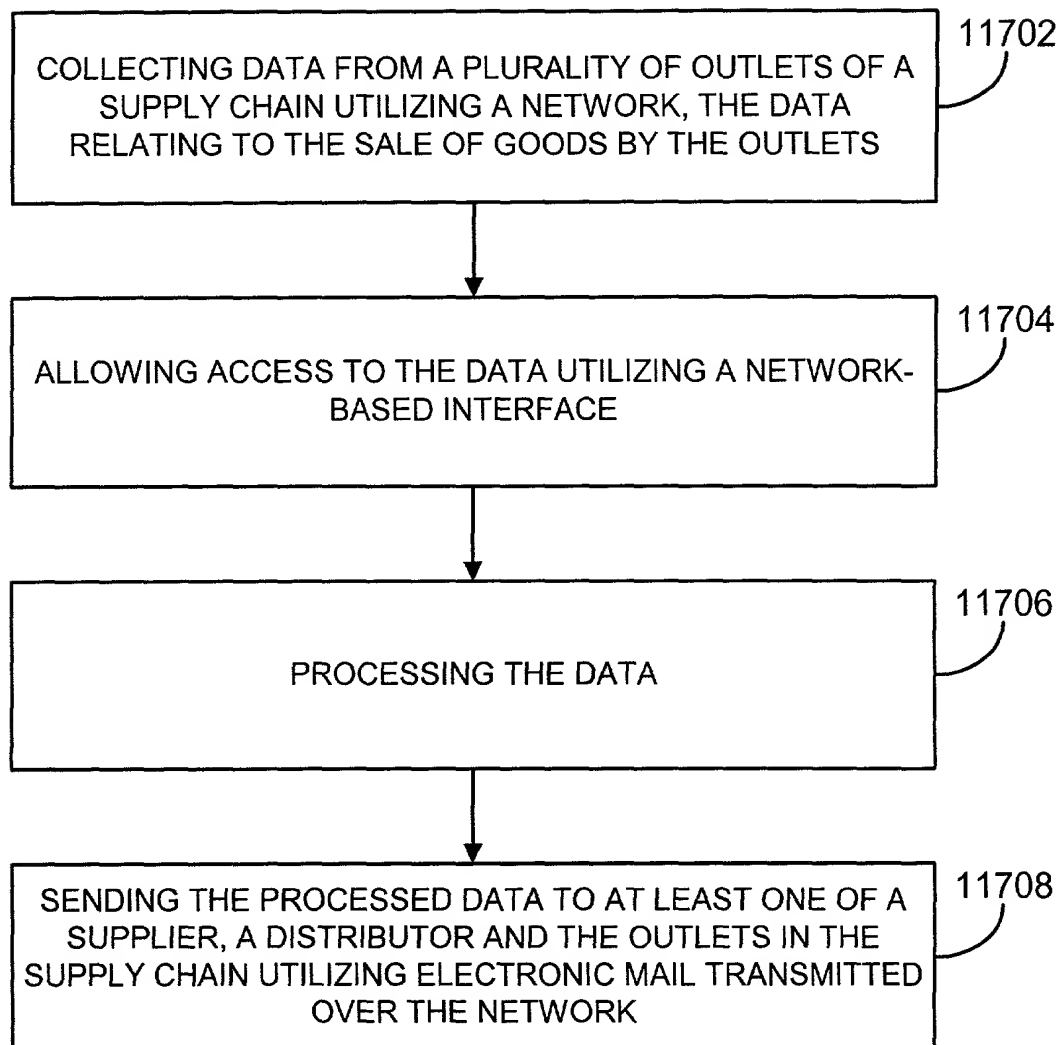 11702
COLLECTING DATA FROM A PLURALITY OF OUTLETS OF A
SUPPLY CHAIN UTILIZING A NETWORK, THE DATA
RELATING TO THE SALE OF GOODS BY THE OUTLETS
11704
ALLOWING ACCESS TO THE DATA UTILIZING A NETWORK-
BASED INTERFACE
11706
PROCESSING THE DATA
11708
SENDING THE PROCESSED DATA TO AT LEAST ONE OF A
SUPPLIER, A DISTRIBUTOR AND THE OUTLETS IN THE
SUPPLY CHAIN UTILIZING ELECTRONIC MAIL TRANSMITTED
OVER THE NETWORK